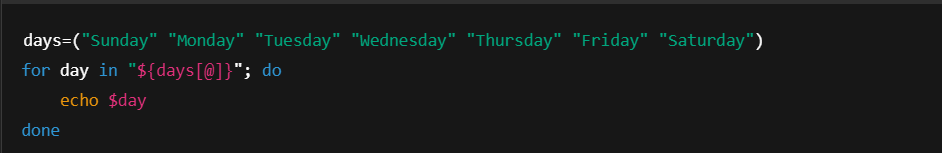 days=("Sunday" "Monday" "Tuesday" "Wednesday" "Thursday" "Friday" "Saturday")
for day in "${days[@]}"; do
    echo $day
done